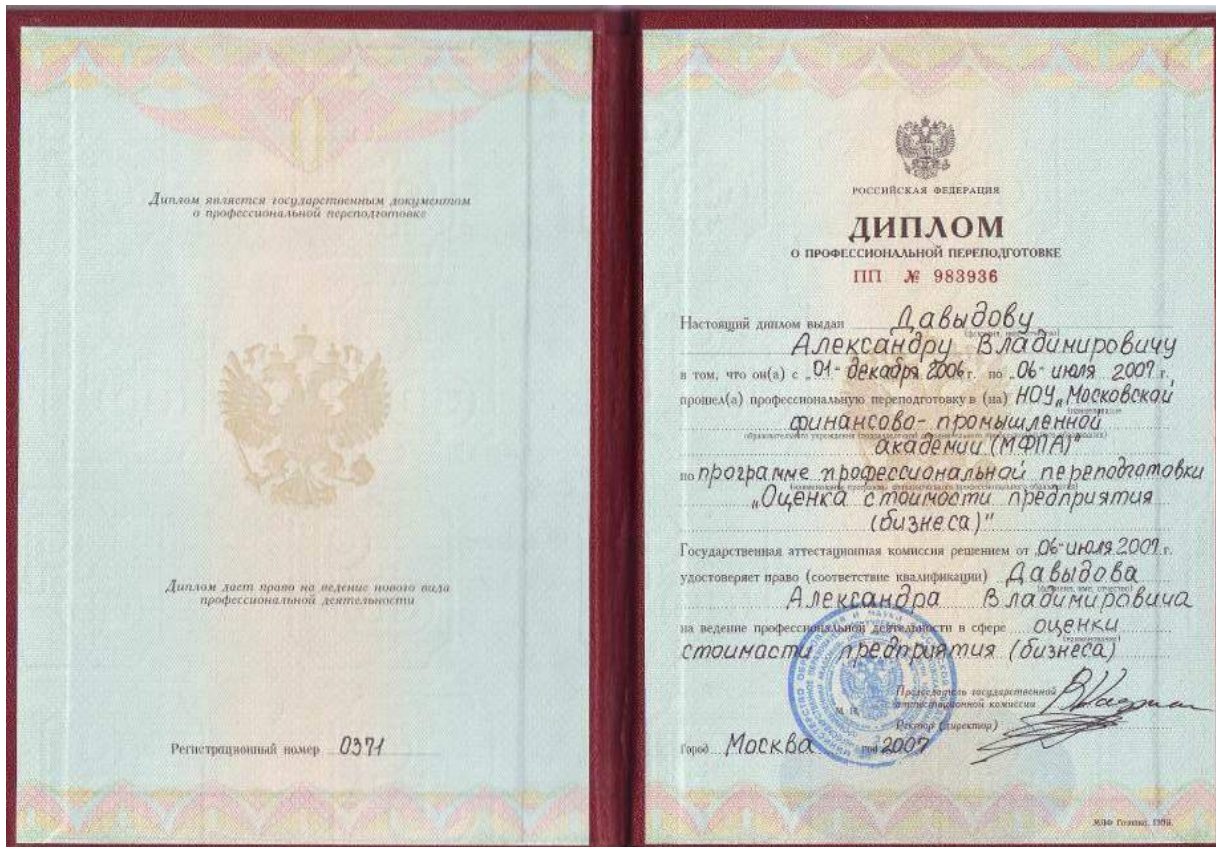 Диплом является государственным документом
о профессиональной переподготовке
Диплом дает право на ведение нового вида
профессиональной деятельности
Регистрационный номер 0371
РОССИЙСКАЯ ФЕДЕРАЦИЯ
ДИПЛОМ
О ПРОФЕССИОНАЛЬНОЙ ПЕРЕПОДГОТОВКЕ
ПП № 983936
Настоящий диплом выдан Давыдову
Александру Владимировичу
в том, что он(а) с „01" декабря 2006 г. по „06" июля 2007 г.
прошел(а) профессиональную переподготовку в (на) НОУ „Московской
финансово-промышленной
академии (МФПА)"
по программе профессиональной переподготовки
„Оценка стоимости предприятия
(бизнеса)"
Государственная аттестационная комиссия решением от „06" июля 2007 г.
удостоверяет право (соответствие квалификации) Давыдова
Александра Владимировича
на ведение профессиональной деятельности в сфере оценки
стоимости предприятия (бизнеса)
Председатель государственной
аттестационной комиссии
М. П.
Ректор (директор)
Город Москва год 2007